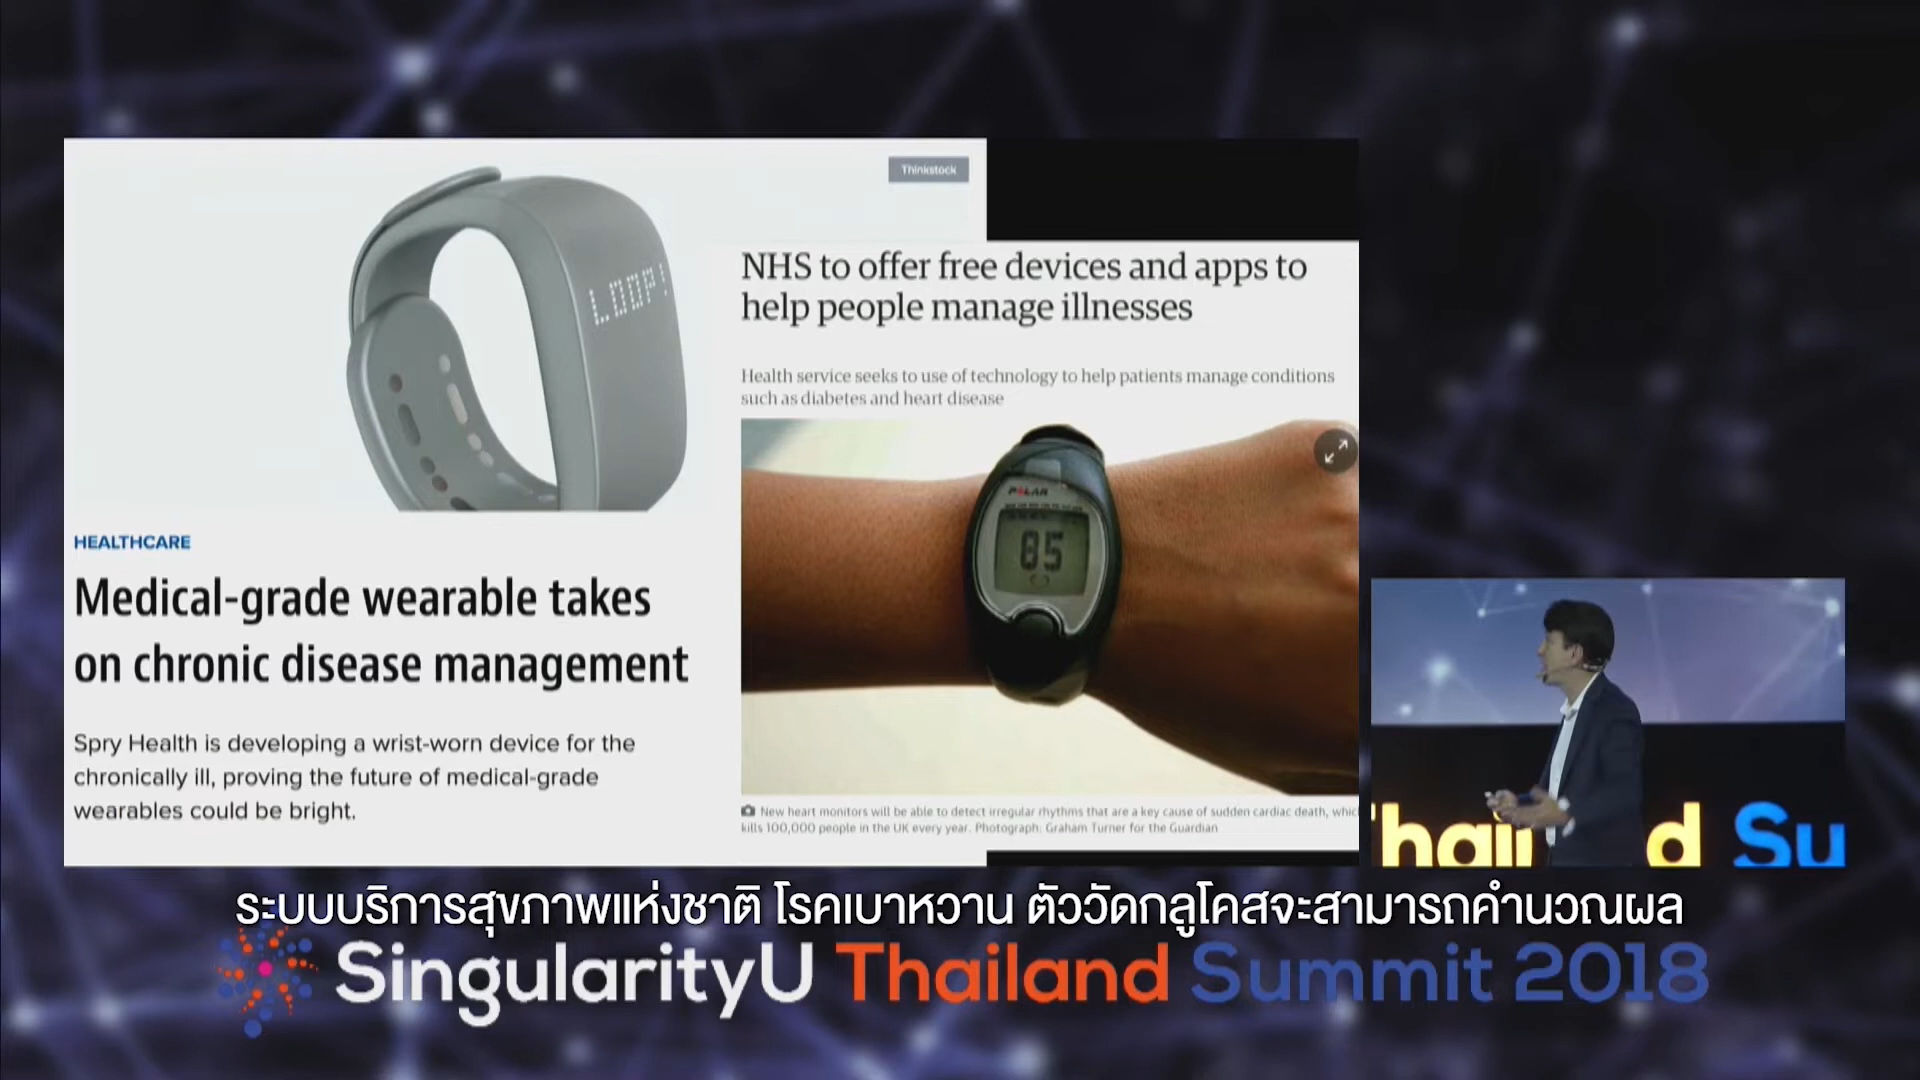 Thinkstock
LOOP!
HEALTHCARE
Medical-grade wearable takes
on chronic disease management
Spry Health is developing a wrist-worn device for the
chronically ill, proving the future of medical-grade
wearables could be bright.
NHS to offer free devices and apps to
help people manage illnesses
Health service seeks to use of technology to help patients manage conditions
such as diabetes and heart disease
POLAR
85
New heart monitors will be able to detect irregular rhythms that are a key cause of sudden cardiac death, whic
kills 100,000 people in the UK every year. Photograph: Graham Turner for the Guardian
Thailand Su
ระบบบริการสุขภาพแห่งชาติ โรคเบาหวาน ตัววัดกลูโคสจะสามารถคำนวณผล
SingularityU Thailand Summit 2018